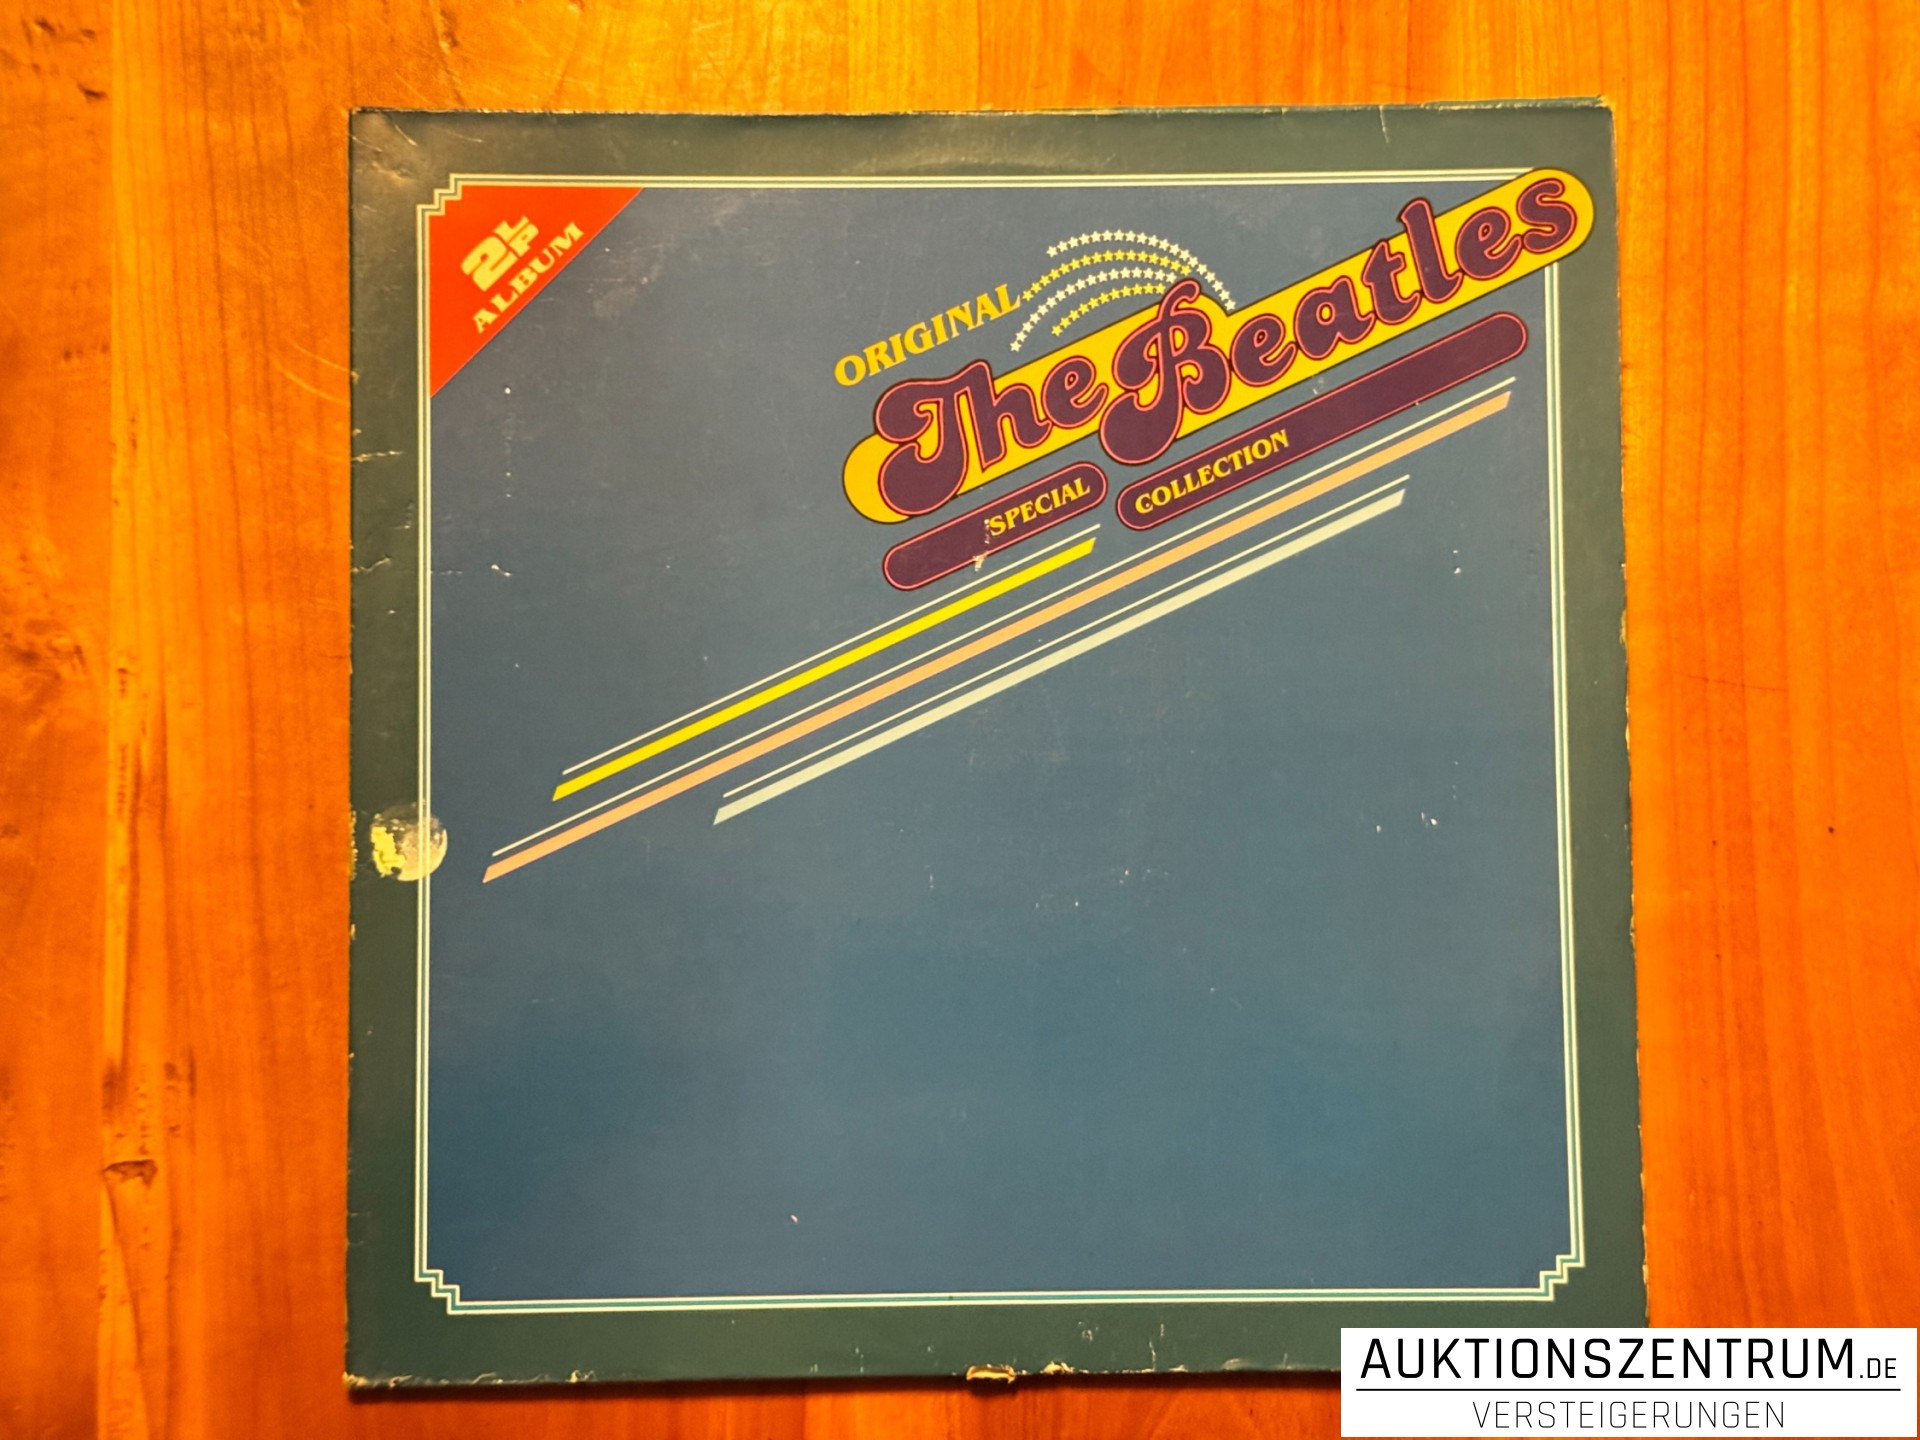 2LP
ALBUM
ORIGINAL
The Beatles
SPECIAL COLLECTION
AUKTIONSZENTRUM.DE
VERSTEIGERUNGEN